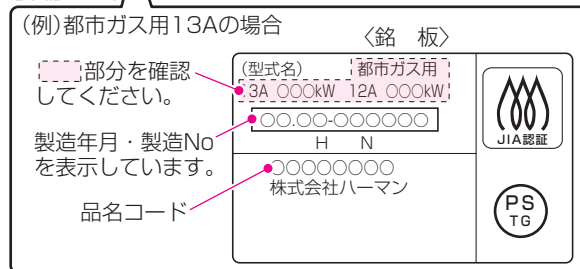 (例)都市ガス用13Aの場合
〈銘 板〉
部分を確認
してください。
(型式名)
都市ガス用
13A ○○○kW 12A ○○○kW
○○.○○-○○○○○○
H N
製造年月・製造No
を表示しています。
○○○○○○○○
株式会社ハーマン
品名コード
JIA認証
PS
TG